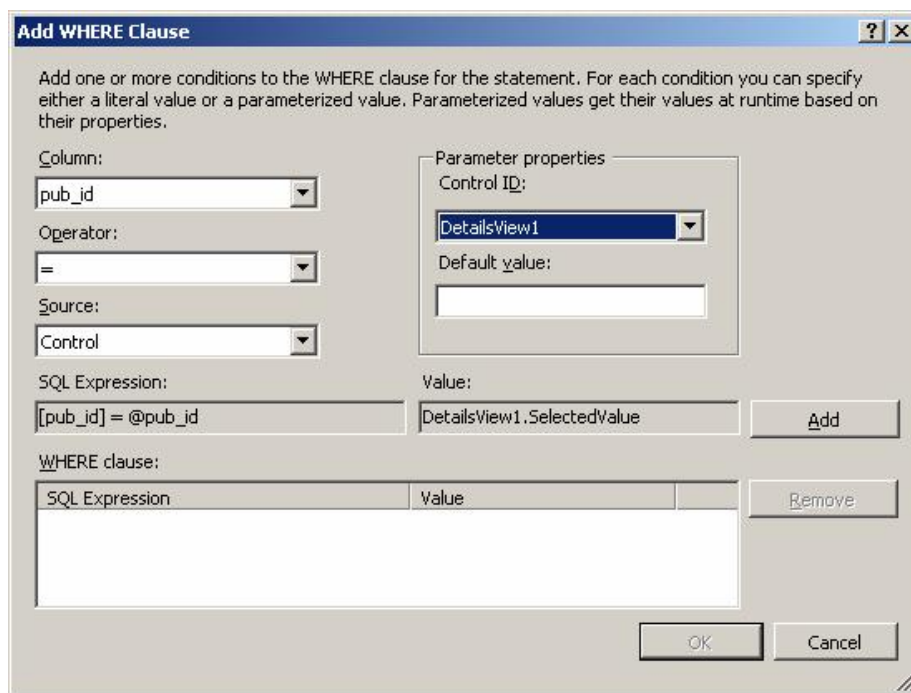 Add WHERE Clause
Add one or more conditions to the WHERE clause for the statement. For each condition you can specify
either a literal value or a parameterized value. Parameterized values get their values at runtime based on
their properties.
Column:
pub_id
Operator:
=
Source:
Control
Parameter properties
Control ID:
DetailsView1
Default value:
SQL Expression:
[pub_id] = @pub_id
Value:
DetailsView1.SelectedValue
Add
WHERE clause:
SQL Expression Value
Remove
OK Cancel